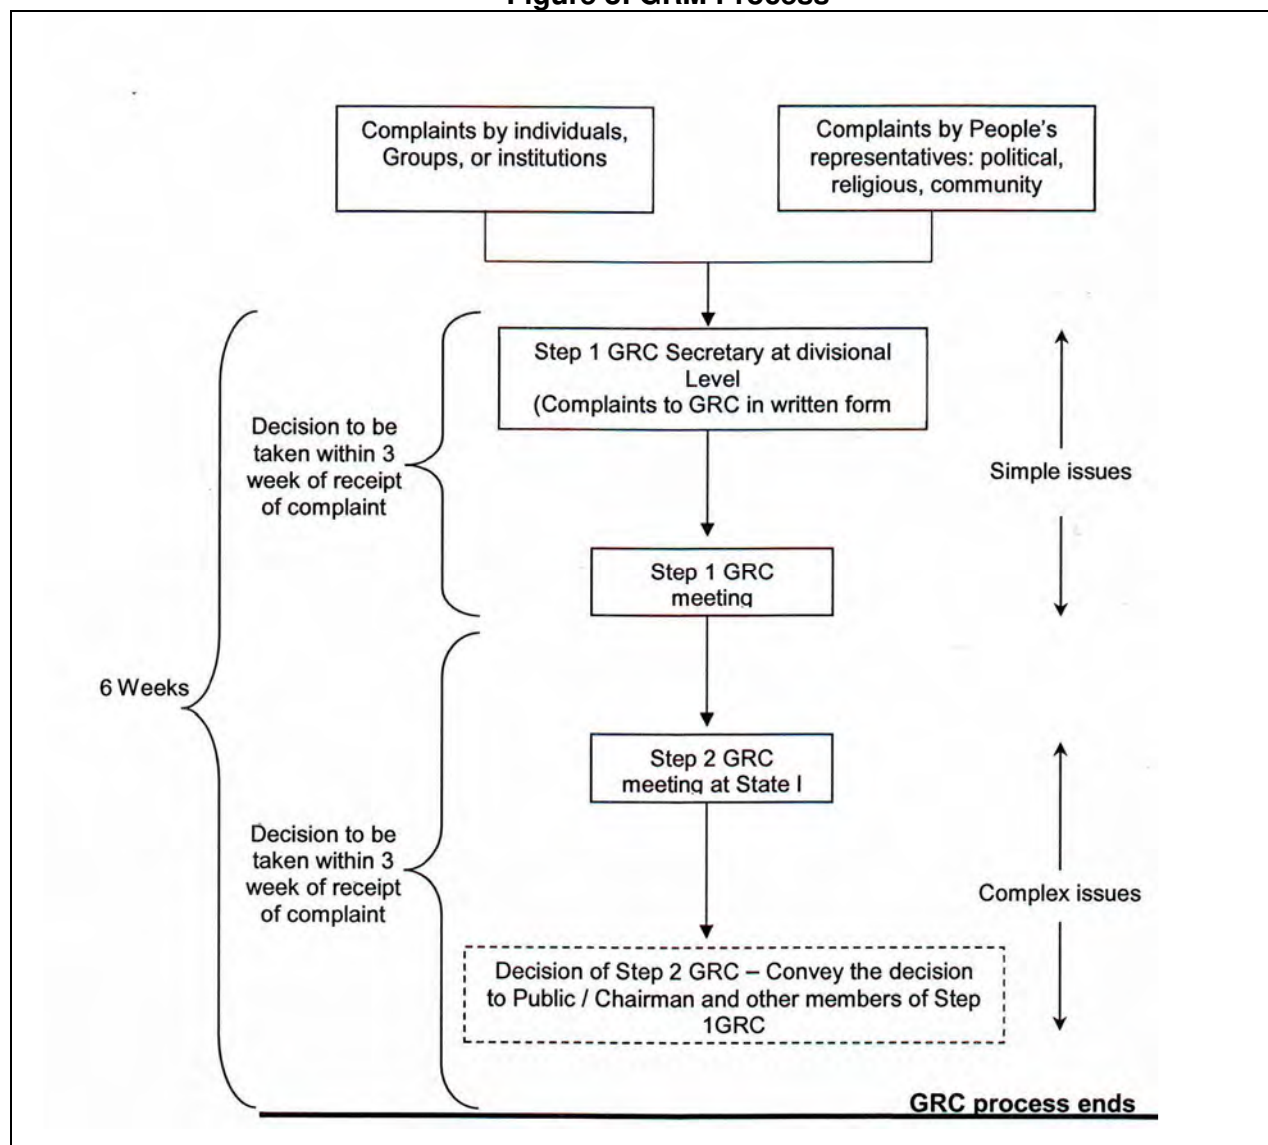 Figure GRM Process
Complaints by individuals,
Groups, or institutions
Complaints by People's
representatives: political,
religious, community
Step 1 GRC Secretary at divisional
Level
(Complaints to GRC in written form
Decision to be
taken within 3
week of receipt
of complaint
Simple issues
Step 1 GRC
meeting
6 Weeks
Step 2 GRC
meeting at State l
Decision to be
taken within 3
week of receipt
of complaint
Complex issues
Decision of Step 2 GRC – Convey the decision
to Public / Chairman and other members of Step
1GRC
GRC process ends